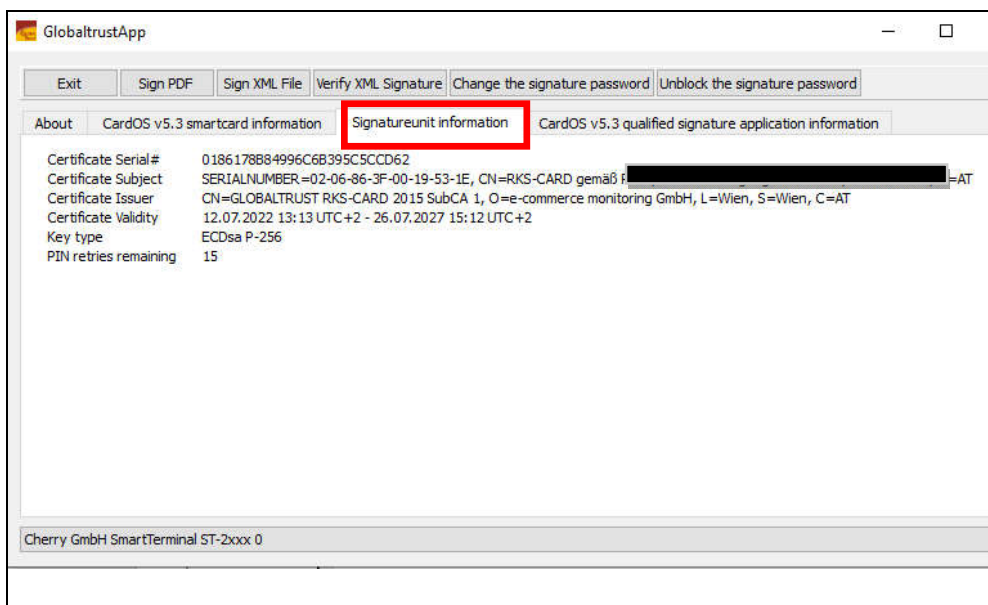 GlobaltrustApp
Exit Sign PDF Sign XML File Verify XML Signature Change the signature password Unblock the signature password
About CardOS v5.3 smartcard information Signatureunit information CardOS v5.3 qualified signature application information
Certificate Serial# 0186178B84996C6B395C5CCD62
Certificate Subject SERIALNUMBER=02-06-86-3F-00-19-53-1E, CN=RKS-CARD gemäß =AT
Certificate Issuer CN=GLOBALTRUST RKS-CARD 2015 SubCA 1, O=e-commerce monitoring GmbH, L=Wien, S=Wien, C=AT
Certificate Validity 12.07.2022 13:13 UTC+2 - 26.07.2027 15:12 UTC+2
Key type ECDsa P-256
PIN retries remaining 15
Cherry GmbH SmartTerminal ST-2xxx 0